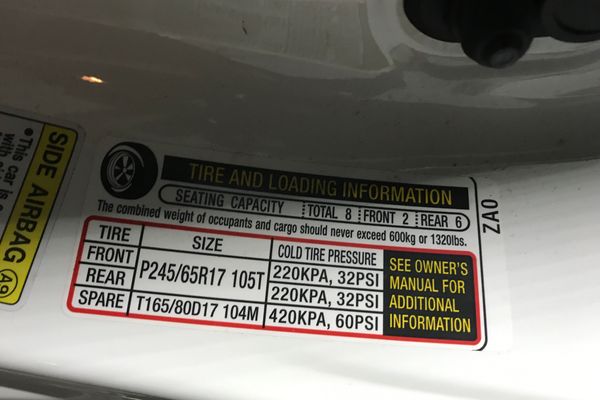 SIDE AIRBAG
• This car is
A9
TIRE AND LOADING INFORMATION
SEATING CAPACITY TOTAL 8 FRONT 2 REAR 6
The combined weight of occupants and cargo should never exceed 600kg or 1320lbs.
TIRE SIZE COLD TIRE PRESSURE
FRONT P245/65R17 105T 220KPA, 32PSI
REAR 220KPA, 32PSI
SPARE T165/80D17 104M 420KPA, 60PSI
SEE OWNER'S
MANUAL FOR
ADDITIONAL
INFORMATION
ZA0